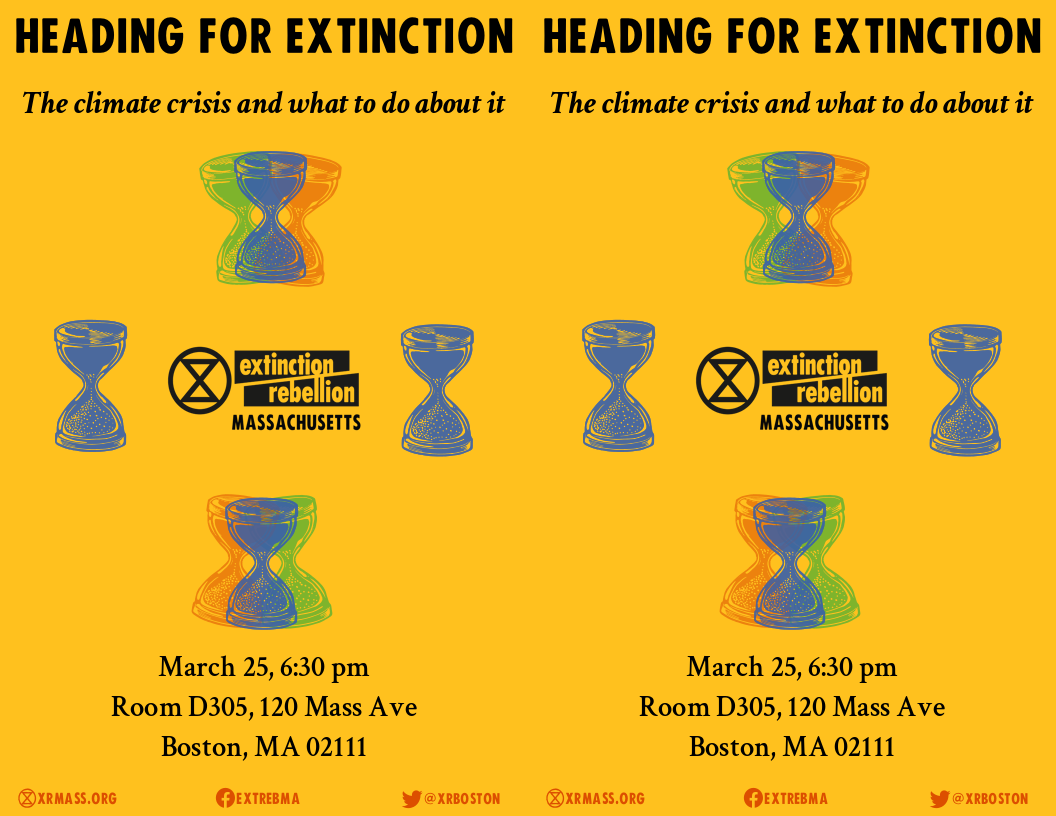 HEADING FOR EXTINCTION
The climate crisis and what to do about it
extinction
rebellion
MASSACHUSETTS
March 25, 6:30 pm
Room D305, 120 Mass Ave
Boston, MA 02111
XRMASS.ORG
EXTREBMA
@XRBOSTON
HEADING FOR EXTINCTION
The climate crisis and what to do about it
extinction
rebellion
MASSACHUSETTS
March 25, 6:30 pm
Room D305, 120 Mass Ave
Boston, MA 02111
XRMASS.ORG
EXTREBMA
@XRBOSTON